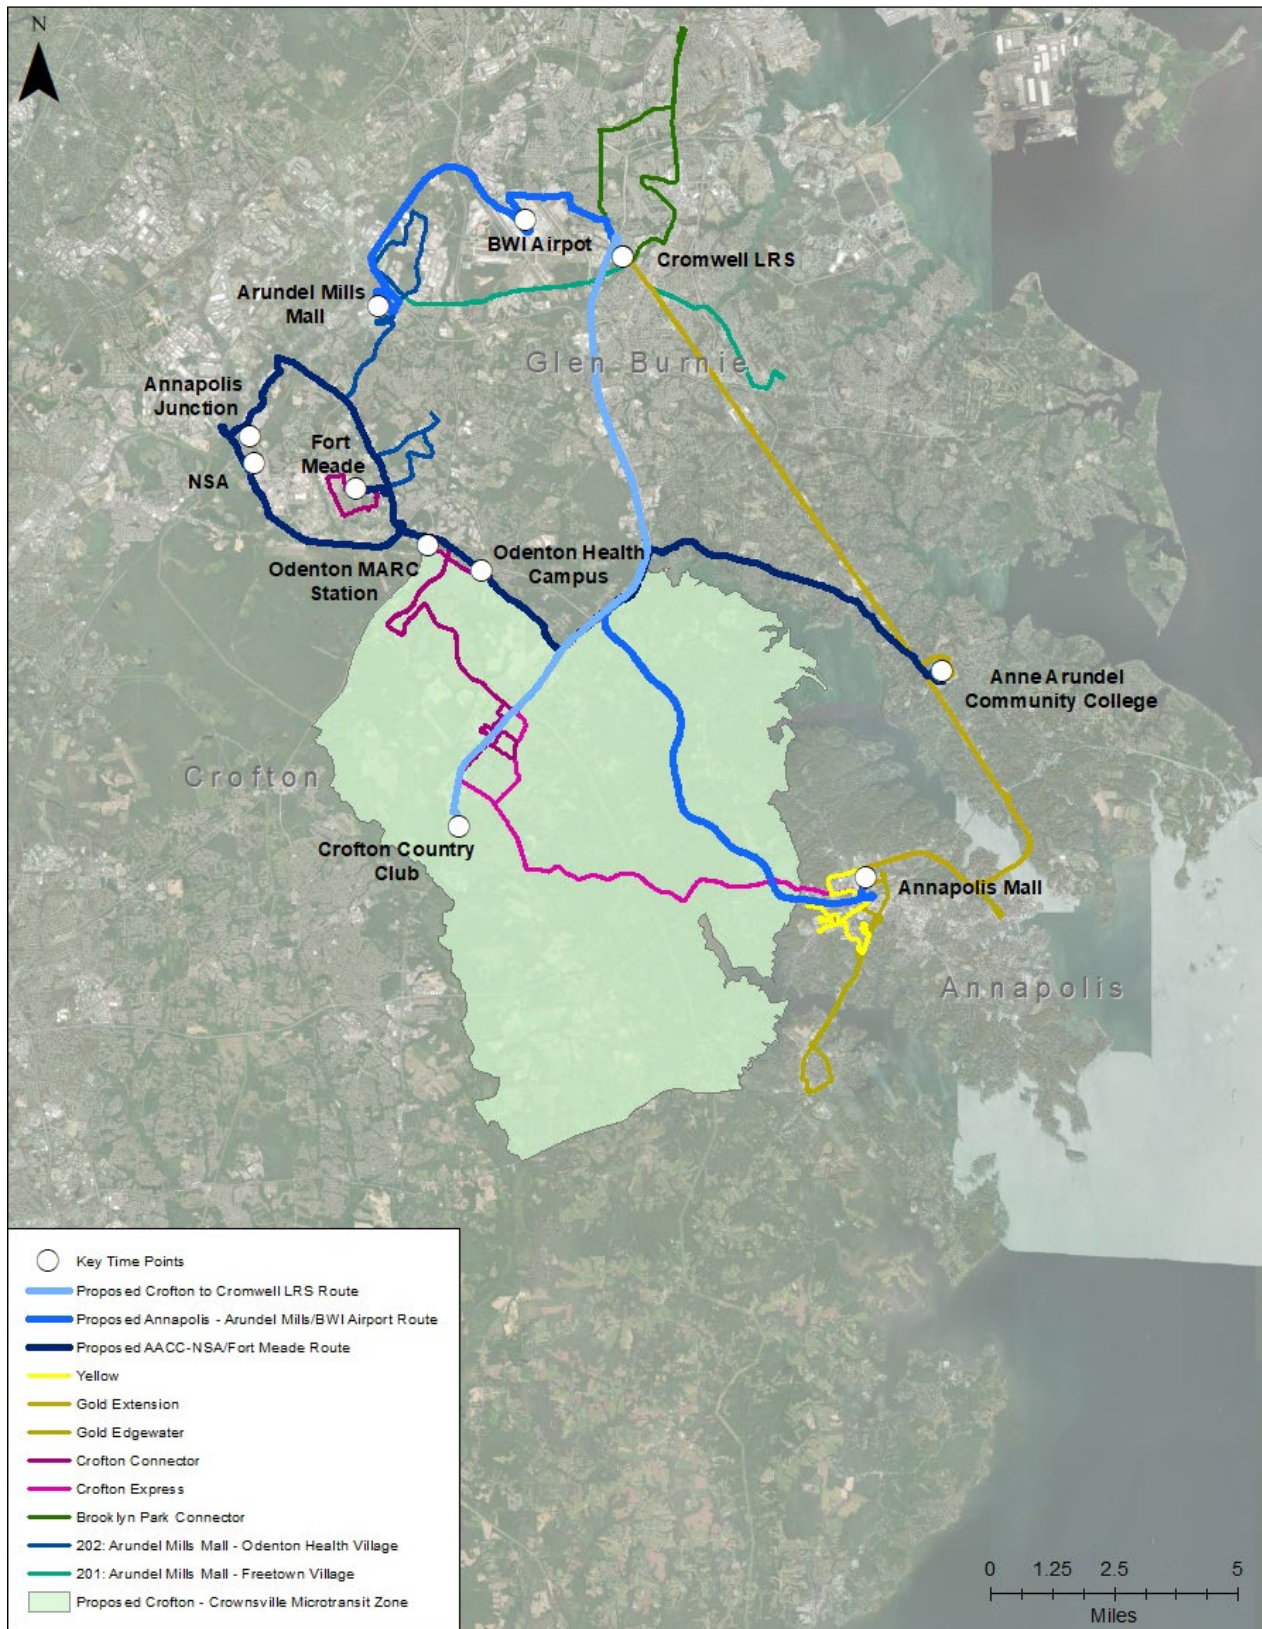 N
BWI Airpot
Cromwell LRS
Arundel Mills
Mall
Glen Burnie
Annapolis
Junction
Fort
Meade
NSA
Odenton Health
Campus
Odenton MARC
Station
Anne Arundel
Community College
Crofton
Crofton Country
Club
Annapolis Mall
Annapolis
Key Time Points
Proposed Crofton to Cromwell LRS Route
Proposed Annapolis - Arundel Mills/BWI Airport Route
Proposed AACC-NSA/Fort Meade Route
Yellow
Gold Extension
Gold Edgewater
Crofton Connector
Crofton Express
Brooklyn Park Connector
202: Arundel Mills Mall - Odenton Health Village
201: Arundel Mills Mall - Freetown Village
Proposed Crofton - Crownsville Microtransit Zone
0 1.25 2.5 5
Miles